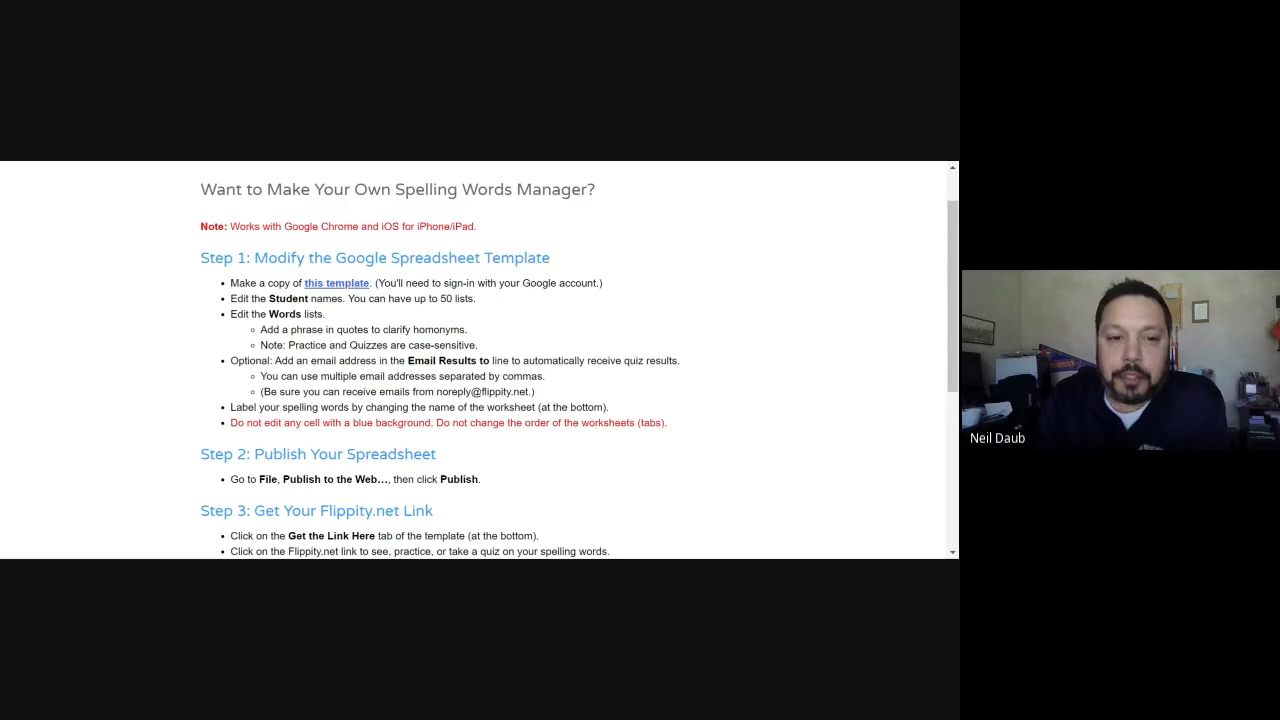 Want to Make Your Own Spelling Words Manager?
Note: Works with Google Chrome and iOS for iPhone/iPad.
Step 1: Modify the Google Spreadsheet Template
• Make a copy of this template. (You'll need to sign-in with your Google account.)
• Edit the Student names. You can have up to 50 lists.
• Edit the Words lists.
◦ Add a phrase in quotes to clarify homonyms.
◦ Note: Practice and Quizzes are case-sensitive.
• Optional: Add an email address in the Email Results to line to automatically receive quiz results.
◦ You can use multiple email addresses separated by commas.
◦ (Be sure you can receive emails from noreply@flippity.net.)
• Label your spelling words by changing the name of the worksheet (at the bottom).
• Do not edit any cell with a blue background. Do not change the order of the worksheets (tabs).
Step 2: Publish Your Spreadsheet
• Go to File, Publish to the Web..., then click Publish.
Step 3: Get Your Flippity.net Link
• Click on the Get the Link Here tab of the template (at the bottom).
• Click on the Flippity.net link to see, practice, or take a quiz on your spelling words.
Neil Daub